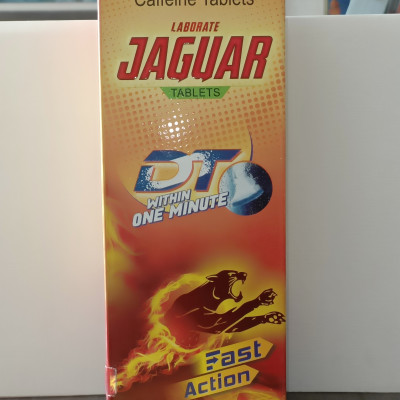 Caffeine Tablets
LABORATE
JAGUAR
TABLETS
DT
WITHIN
ONE MINUTE
Fast
Action